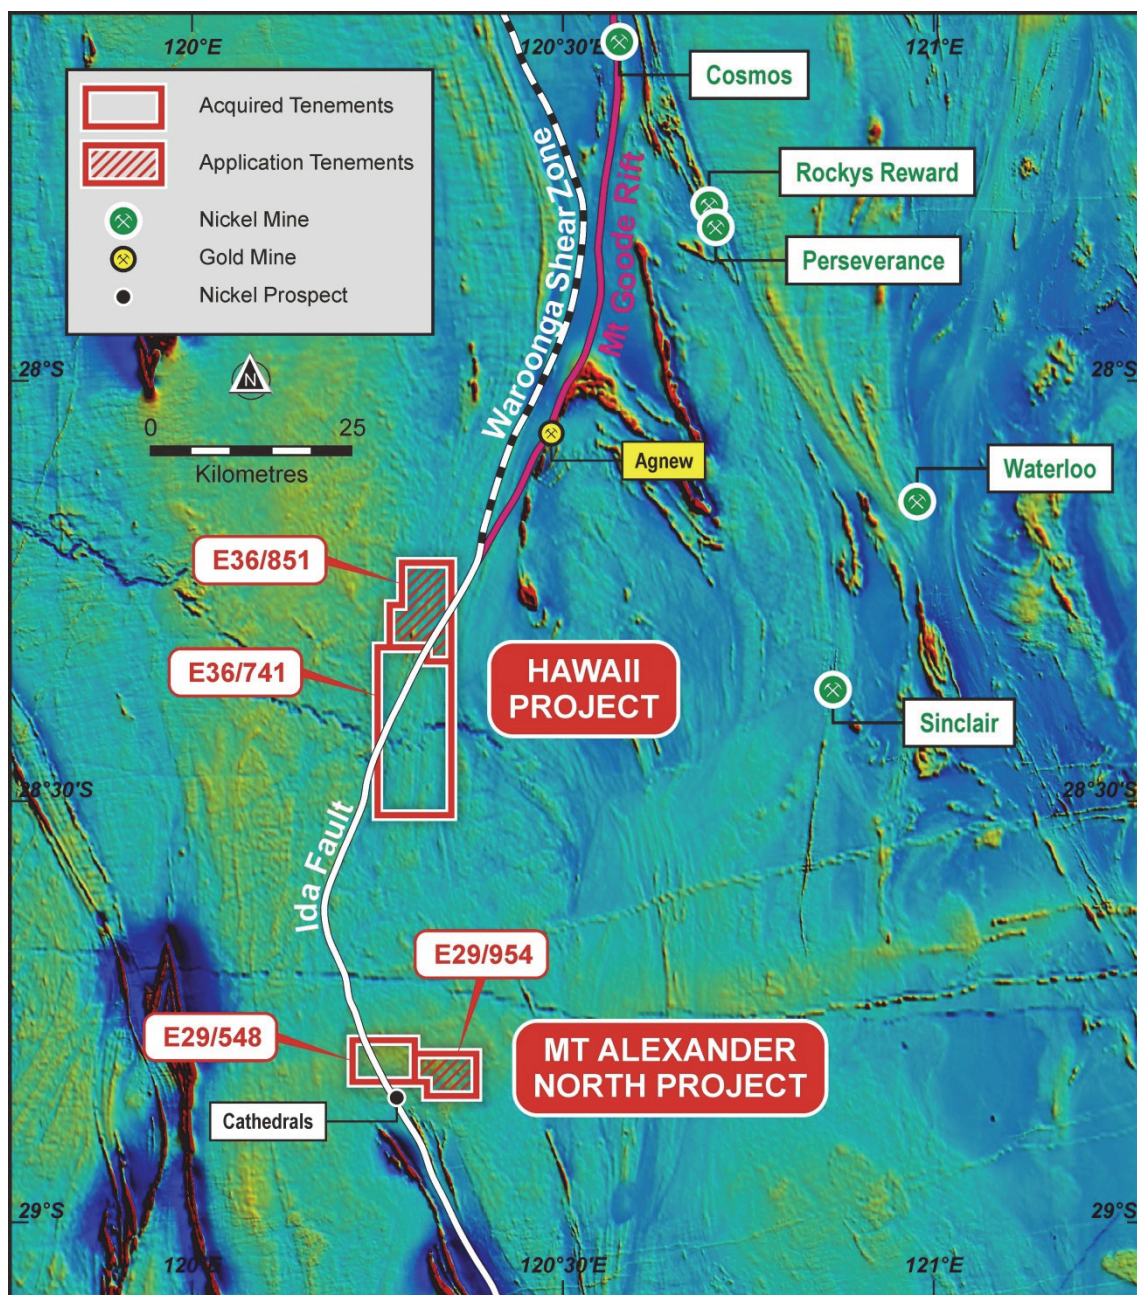 120°E
120°30'E
121°E
Acquired Tenements
Application Tenements
Nickel Mine
Gold Mine
Nickel Prospect
Cosmos
Rockys Reward
Perseverance
Waroonga Shear Zone
Mt Goode Rift
28°S
28°S
N
0
25
Kilometres
Agnew
Waterloo
E36/851
E36/741
HAWAII
PROJECT
Sinclair
28°30'S
28°30'S
Ida Fault
E29/954
E29/548
MT ALEXANDER
NORTH PROJECT
Cathedrals
29°S
29°S
120°E
120°30'E
121°E